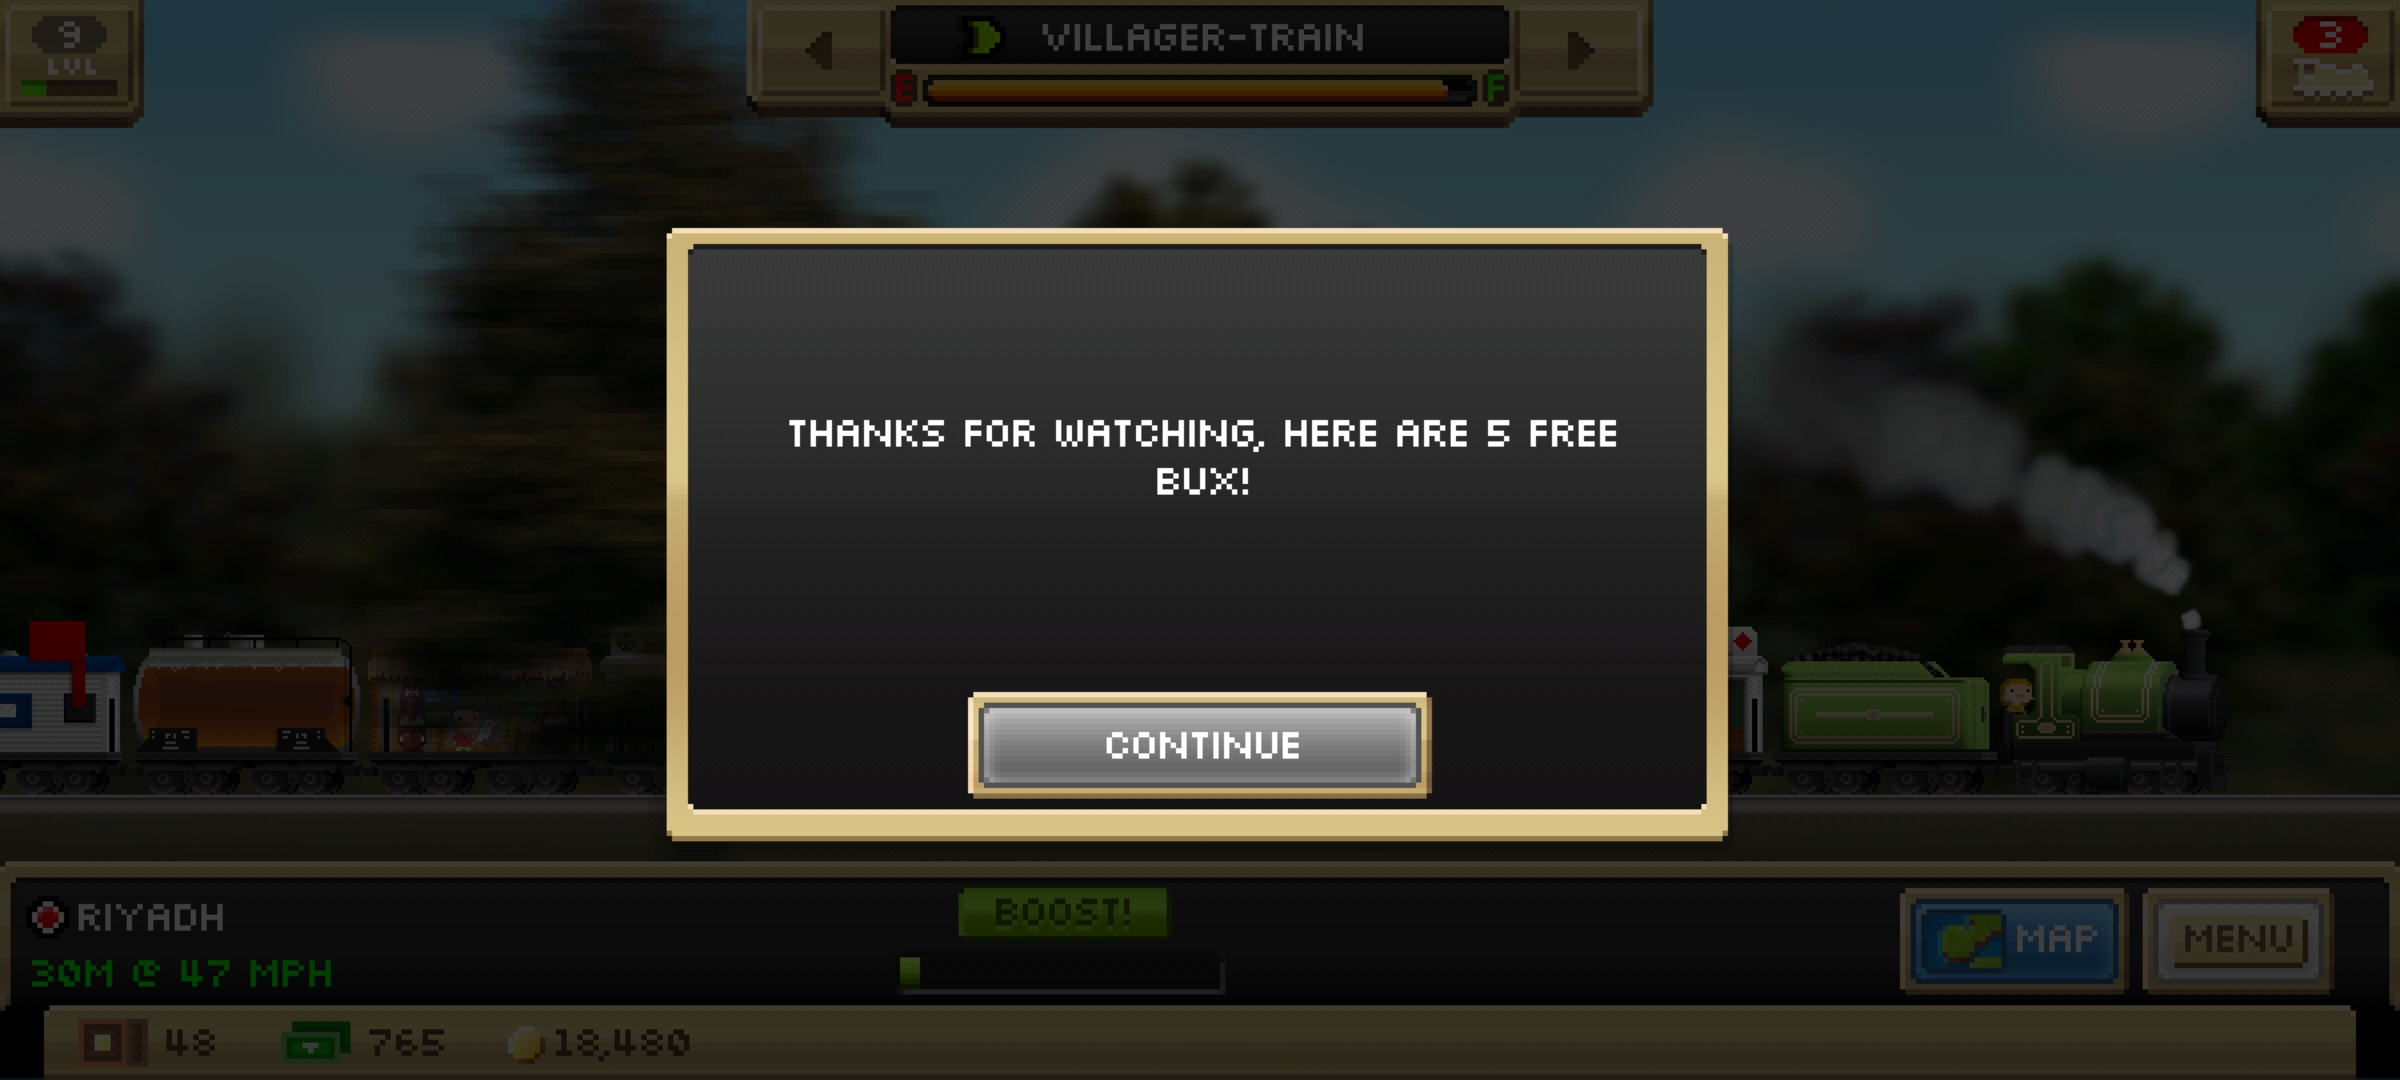 9
LVL
VILLAGER-TRAIN
E F
3
THANKS FOR WATCHING, HERE ARE 5 FREE
BUX!
CONTINUE
RIYADH
30M @ 47 MPH
BOOST!
MAP
MENU
48 765 18,480